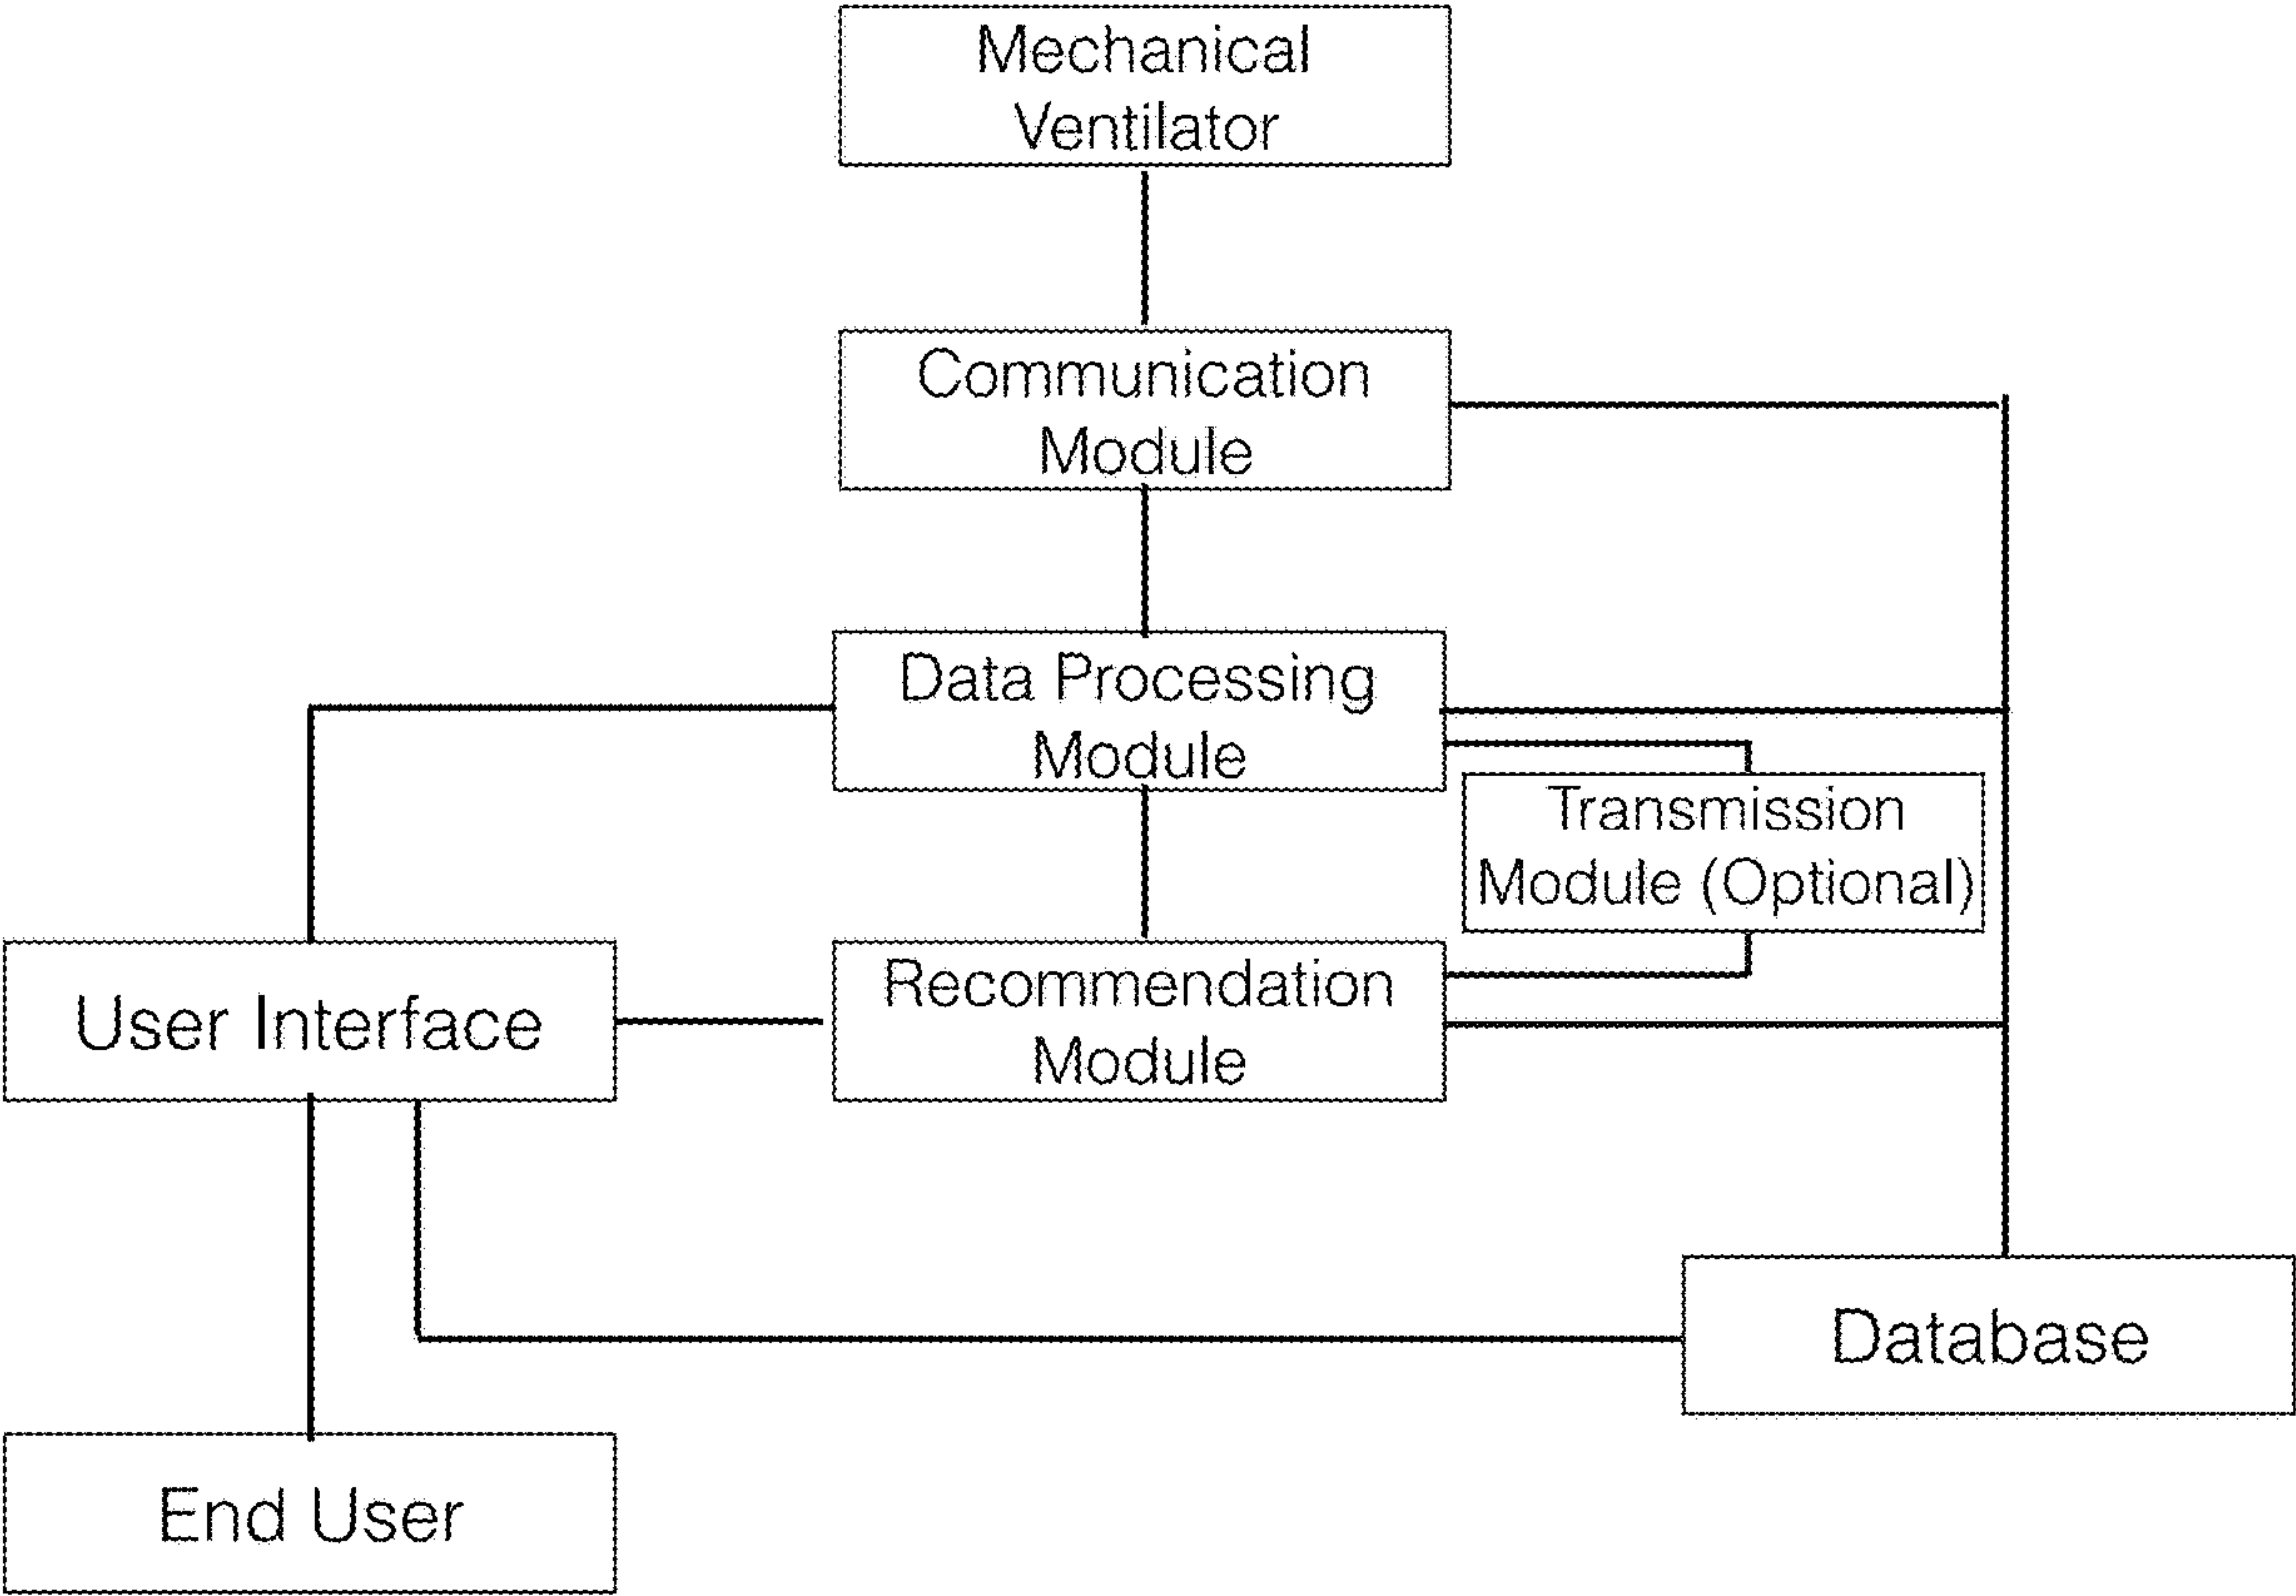 Mechanical
Ventilator
Communication
Module
Data Processing
Module
Transmission
Module (Optional)
User Interface
Recommendation
Module
Database
End User